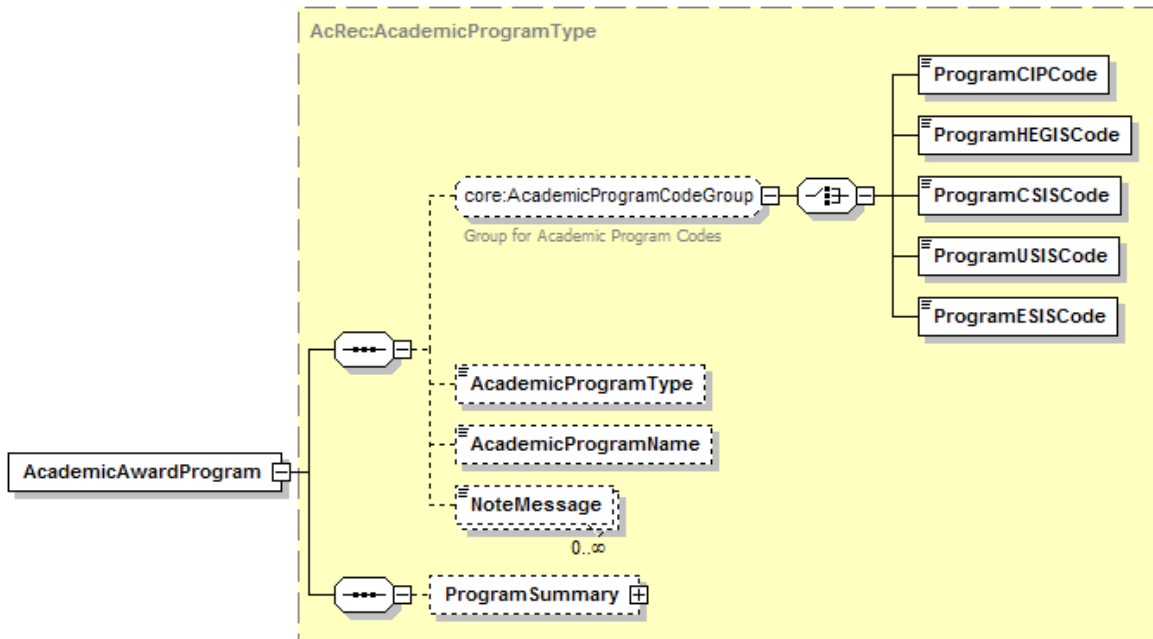 AcRec:AcademicProgramType
ProgramCIPCode
ProgramHEGISCode
core:AcademicProgramCodeGroup
ProgramCSISCode
Group for Academic Program Codes
ProgramUSISCode
ProgramESISCode
AcademicProgramType
AcademicProgramName
AcademicAwardProgram
NoteMessage
0..∞
ProgramSummary